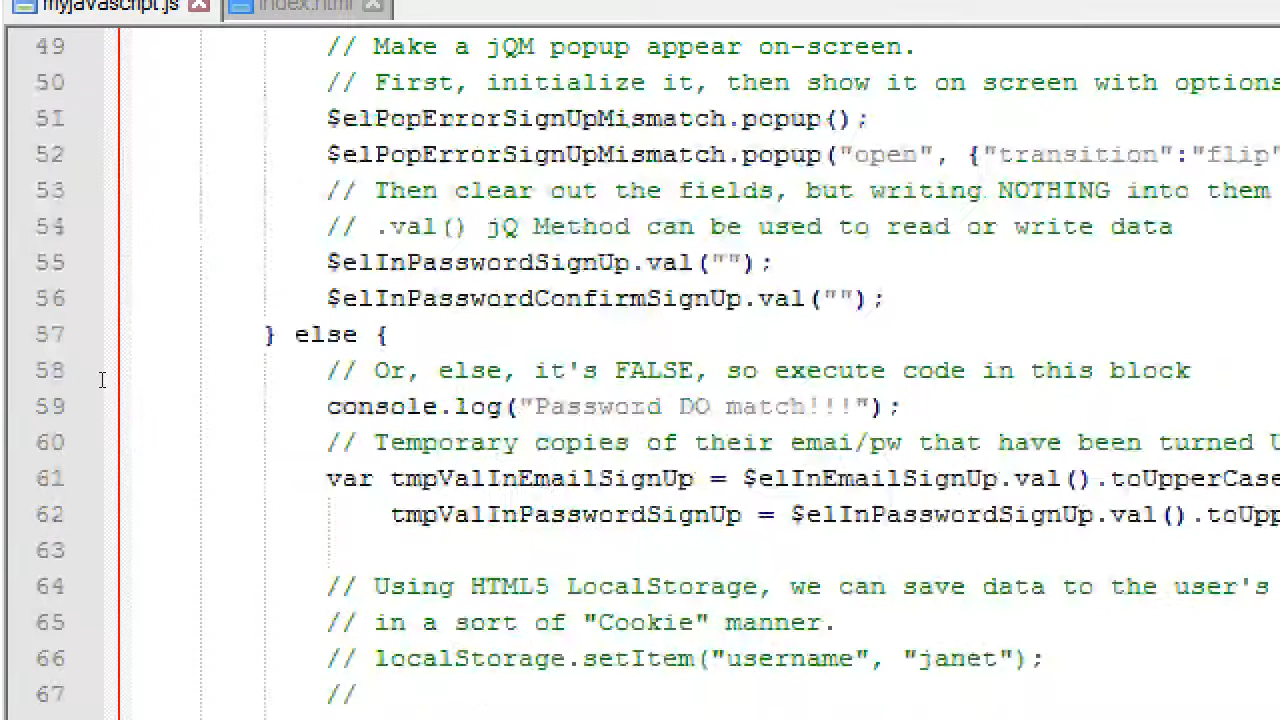 myjavascript.js index.html
49 // Make a jQM popup appear on-screen.
50 // First, initialize it, then show it on screen with options
51 $elPopErrorSignUpMismatch.popup();
52 $elPopErrorSignUpMismatch.popup("open", {"transition":"flip"
53 // Then clear out the fields, but writing NOTHING into them
54 // .val() jQ Method can be used to read or write data
55 $elInPasswordSignUp.val("");
56 $elInPasswordConfirmSignUp.val("");
57 } else {
58 // Or, else, it's FALSE, so execute code in this block
59 console.log("Password DO match!!!");
60 // Temporary copies of their emai/pw that have been turned U
61 var tmpValInEmailSignUp = $elInEmailSignUp.val().toUpperCase
62 tmpValInPasswordSignUp = $elInPasswordSignUp.val().toUpp
63
64 // Using HTML5 LocalStorage, we can save data to the user's
65 // in a sort of "Cookie" manner.
66 // localStorage.setItem("username", "janet");
67 //